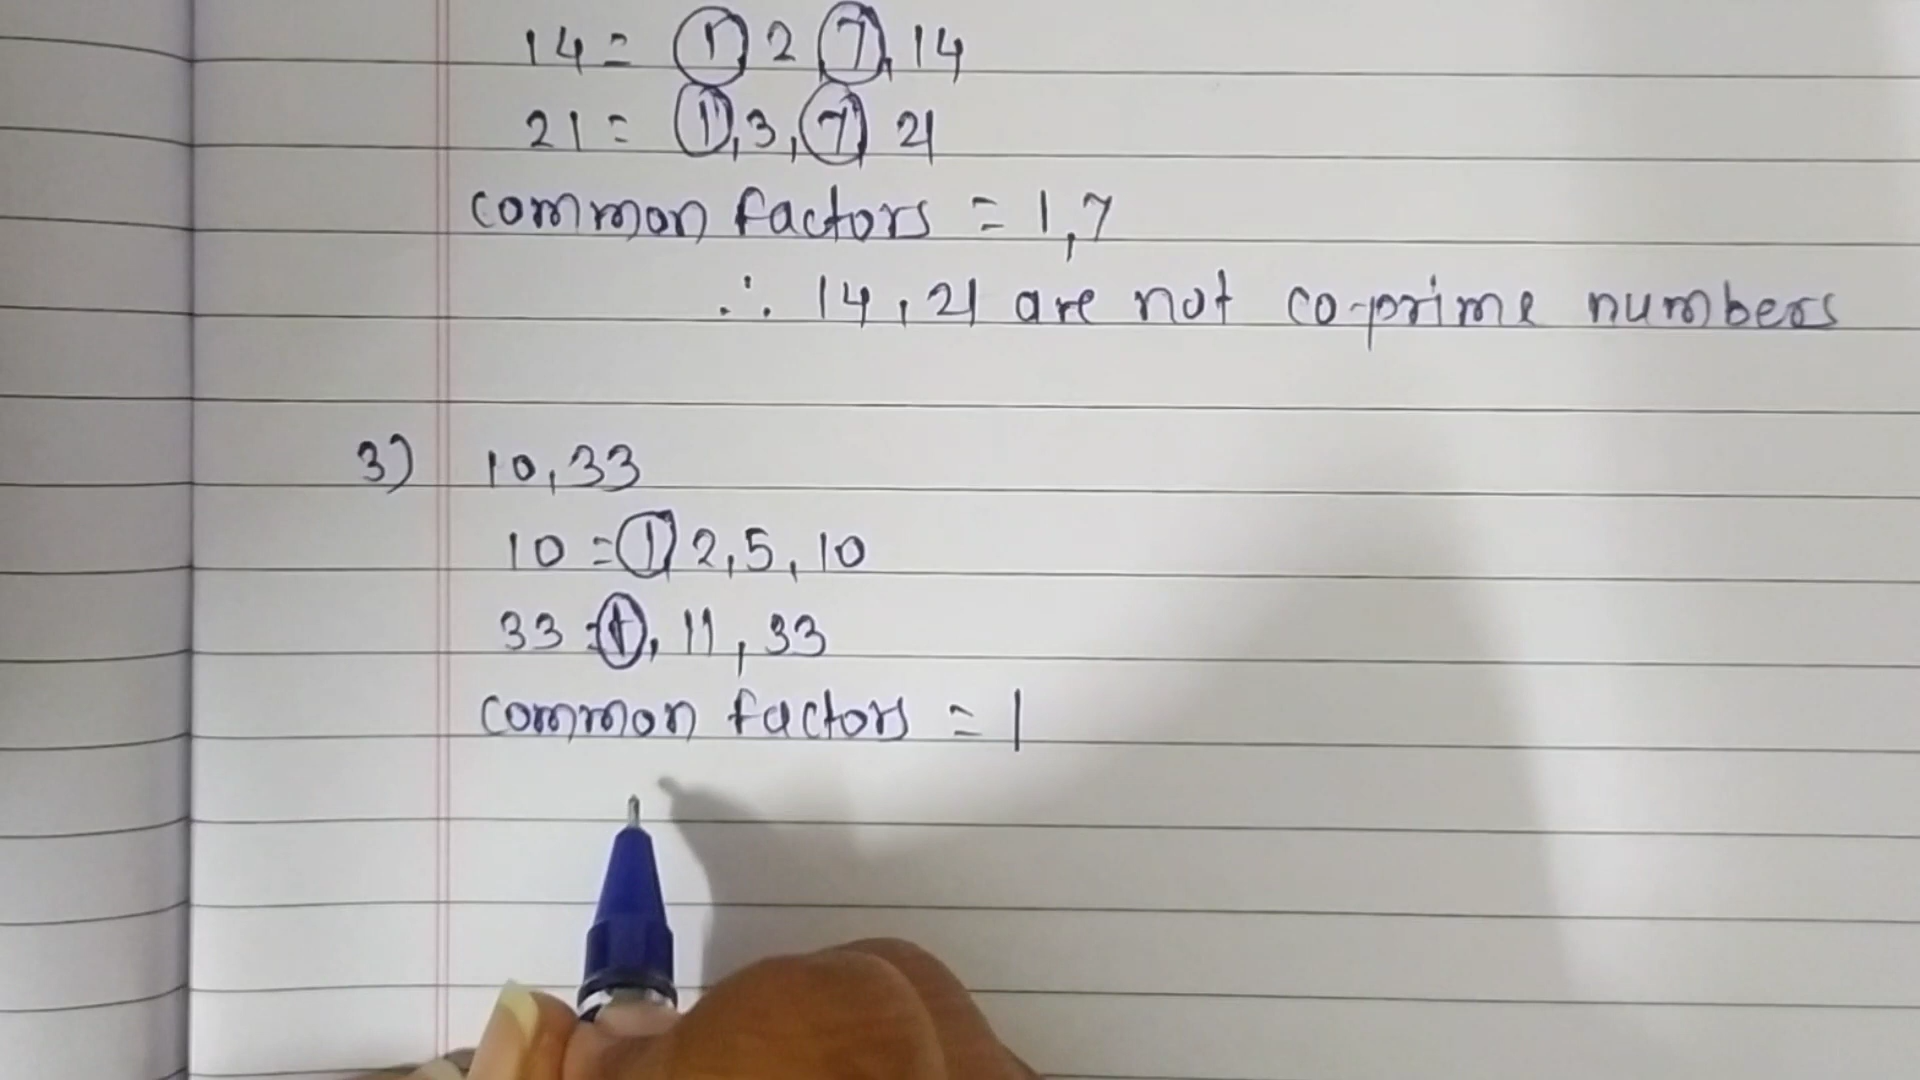 14 = 1, 2 7, 14
21 = 1, 3, 7 21
common factors = 1, 7
∴ 14, 21 are not co-prime numbers
3) 10, 33
10 = 1, 2, 5, 10
33 = 1, 11, 33
common factors = 1